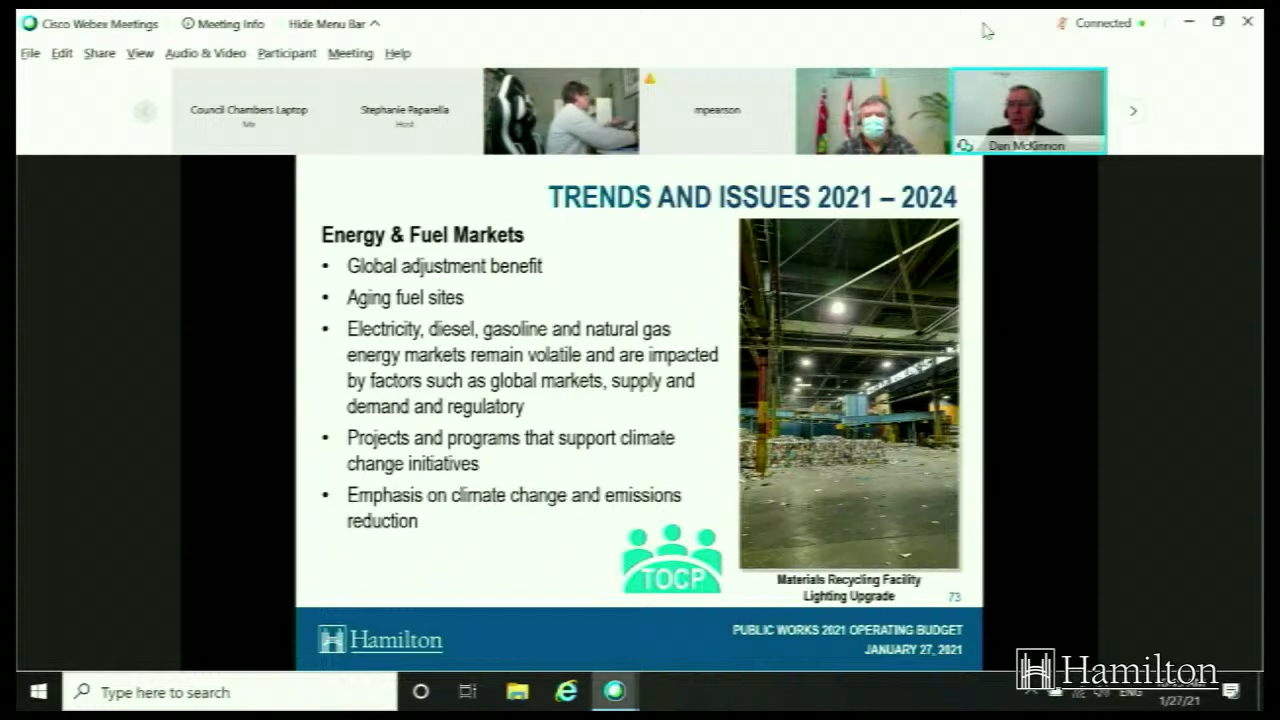 Cisco Webex Meetings
Meeting Info
Hide Menu Bar
Connected
File Edit Share View Audio & Video Participant Meeting Help
Council Chambers Laptop
Me
Stephanie Paparella
Host
mpearson
Dan McKinnon
TRENDS AND ISSUES 2021 – 2024
Energy & Fuel Markets
• Global adjustment benefit
• Aging fuel sites
• Electricity, diesel, gasoline and natural gas
energy markets remain volatile and are impacted
by factors such as global markets, supply and
demand and regulatory
• Projects and programs that support climate
change initiatives
• Emphasis on climate change and emissions
reduction
TOCP
Materials Recycling Facility
Lighting Upgrade
73
Hamilton
PUBLIC WORKS 2021 OPERATING BUDGET
JANUARY 27, 2021
Hamilton
Type here to search
ENG
1/27/21